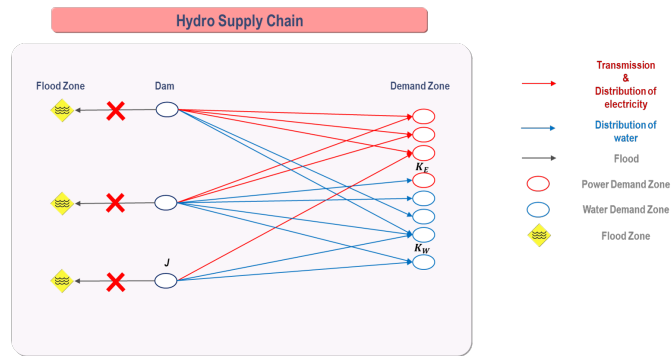 Hydro Supply Chain
Flood Zone
Dam
Demand Zone
K_E
K_W
J
Transmission
&
Distribution of
electricity
Distribution of
water
Flood
Power Demand Zone
Water Demand Zone
Flood Zone